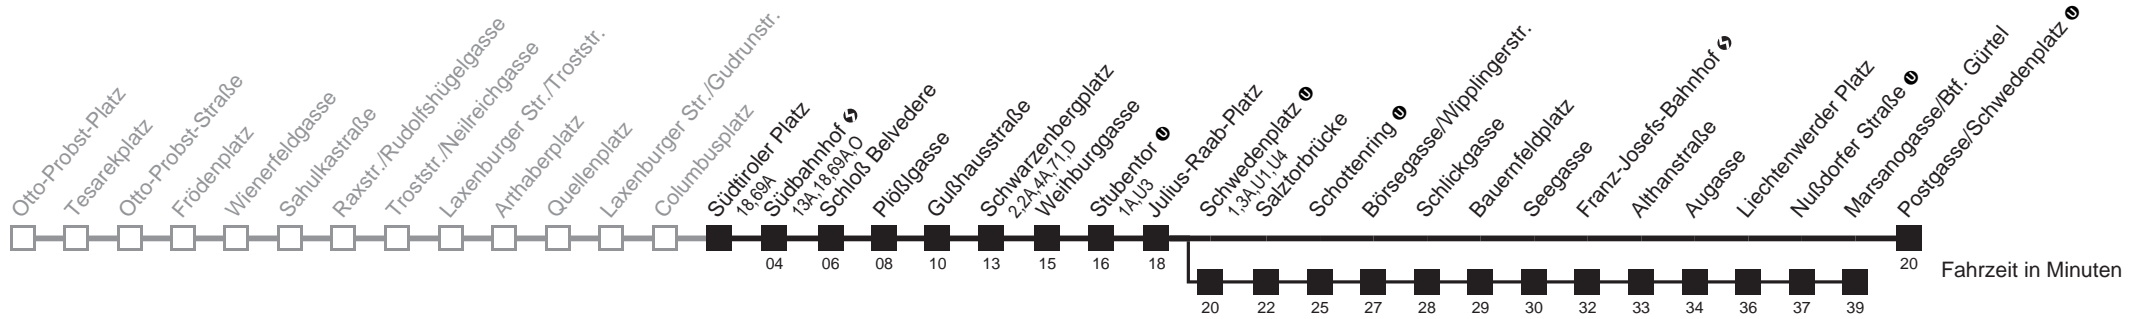 Otto-Probst-Platz
Tesarekplatz
Otto-Probst-Straße
Frödenplatz
Wienerfeldgasse
Sahulkastraße
Raxstr./Rudolfshügelgasse
Troststr./Neilreichgasse
Laxenburger Str./Troststr.
Arthaberplatz
Quellenplatz
Laxenburger Str./Gudrunstr.
Columbusplatz
Südtiroler Platz
18,69A
Südbahnhof S
13A,18,69A,O
Schloß Belvedere
Plößlgasse
Gußhausstraße
Schwarzenbergplatz
2,2A,4A,71,D
Weihburggasse
Stubentor U
1A,U3
Julius-Raab-Platz
Schwedenplatz U
1,3A,U1,U4
Salztorbrücke
Schottenring U
Börsegasse/Wipplingerstr.
Schlickgasse
Bauernfeldplatz
Seegasse
Franz-Josefs-Bahnhof S
Althanstraße
Augasse
Liechtenwerder Platz
Nußdorfer Straße U
Marsanogasse/Btf. Gürtel
Postgasse/Schwedenplatz U
04 06 08 10 13 15 16 18 20
Fahrzeit in Minuten
20 22 25 27 28 29 30 32 33 34 36 37 39